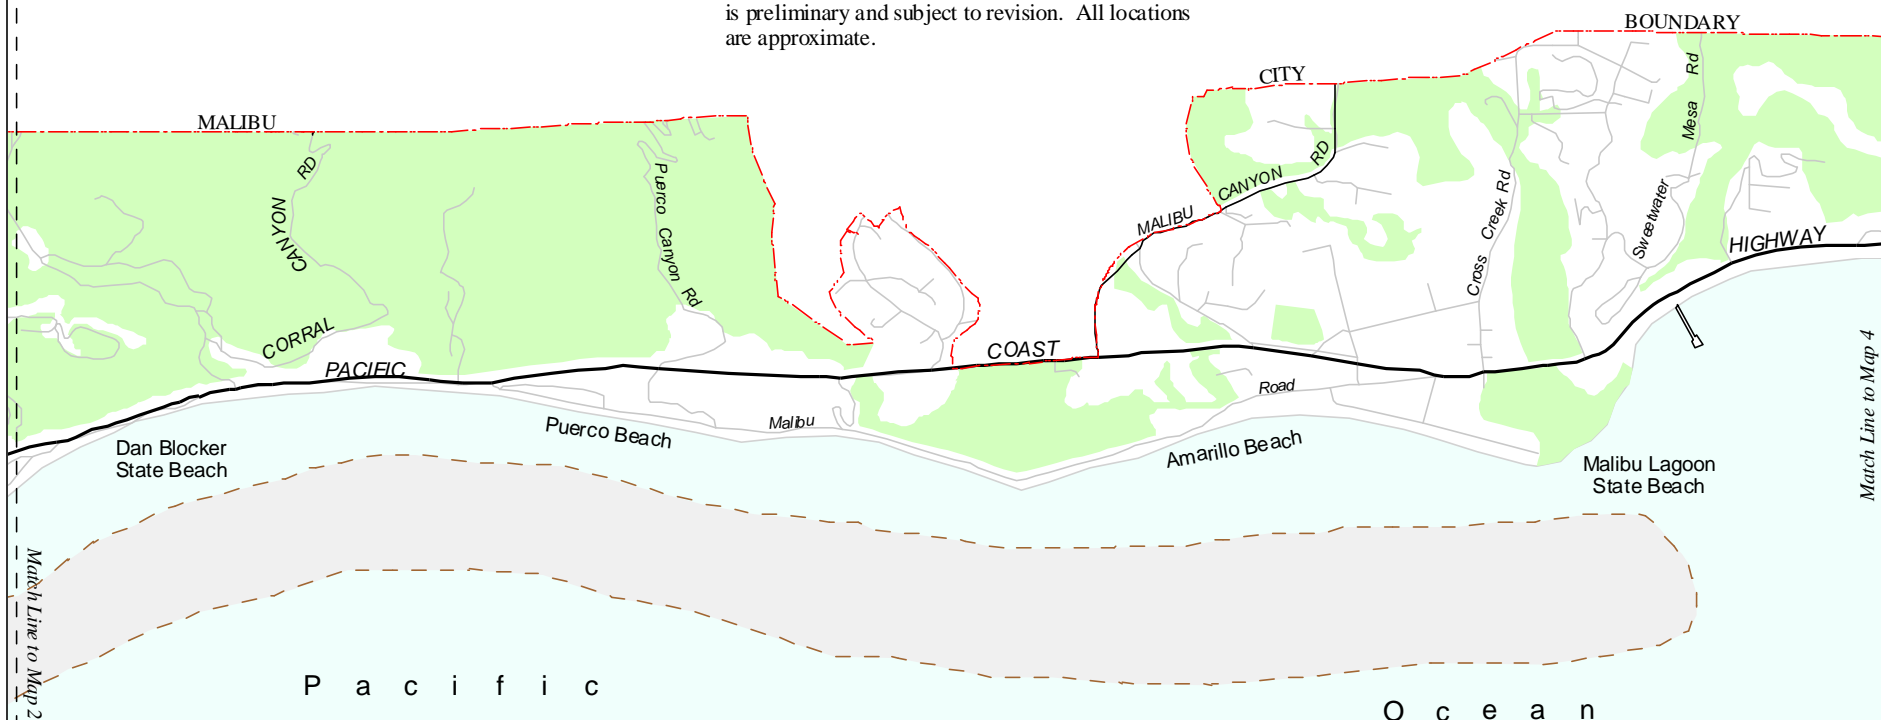 is preliminary and subject to revision. All locations
are approximate.
BOUNDARY
CITY
MALIBU
Mesa Rd
CORRAL CANYON RD
Puerco Canyon Rd
MALIBU CANYON RD
Cross Creek Rd
Sweetwater
PACIFIC COAST HIGHWAY
Malibu Road
Dan Blocker
State Beach
Puerco Beach
Amarillo Beach
Malibu Lagoon
State Beach
Match Line to Map 4
Match Line to Map 2
Pacific
Ocean